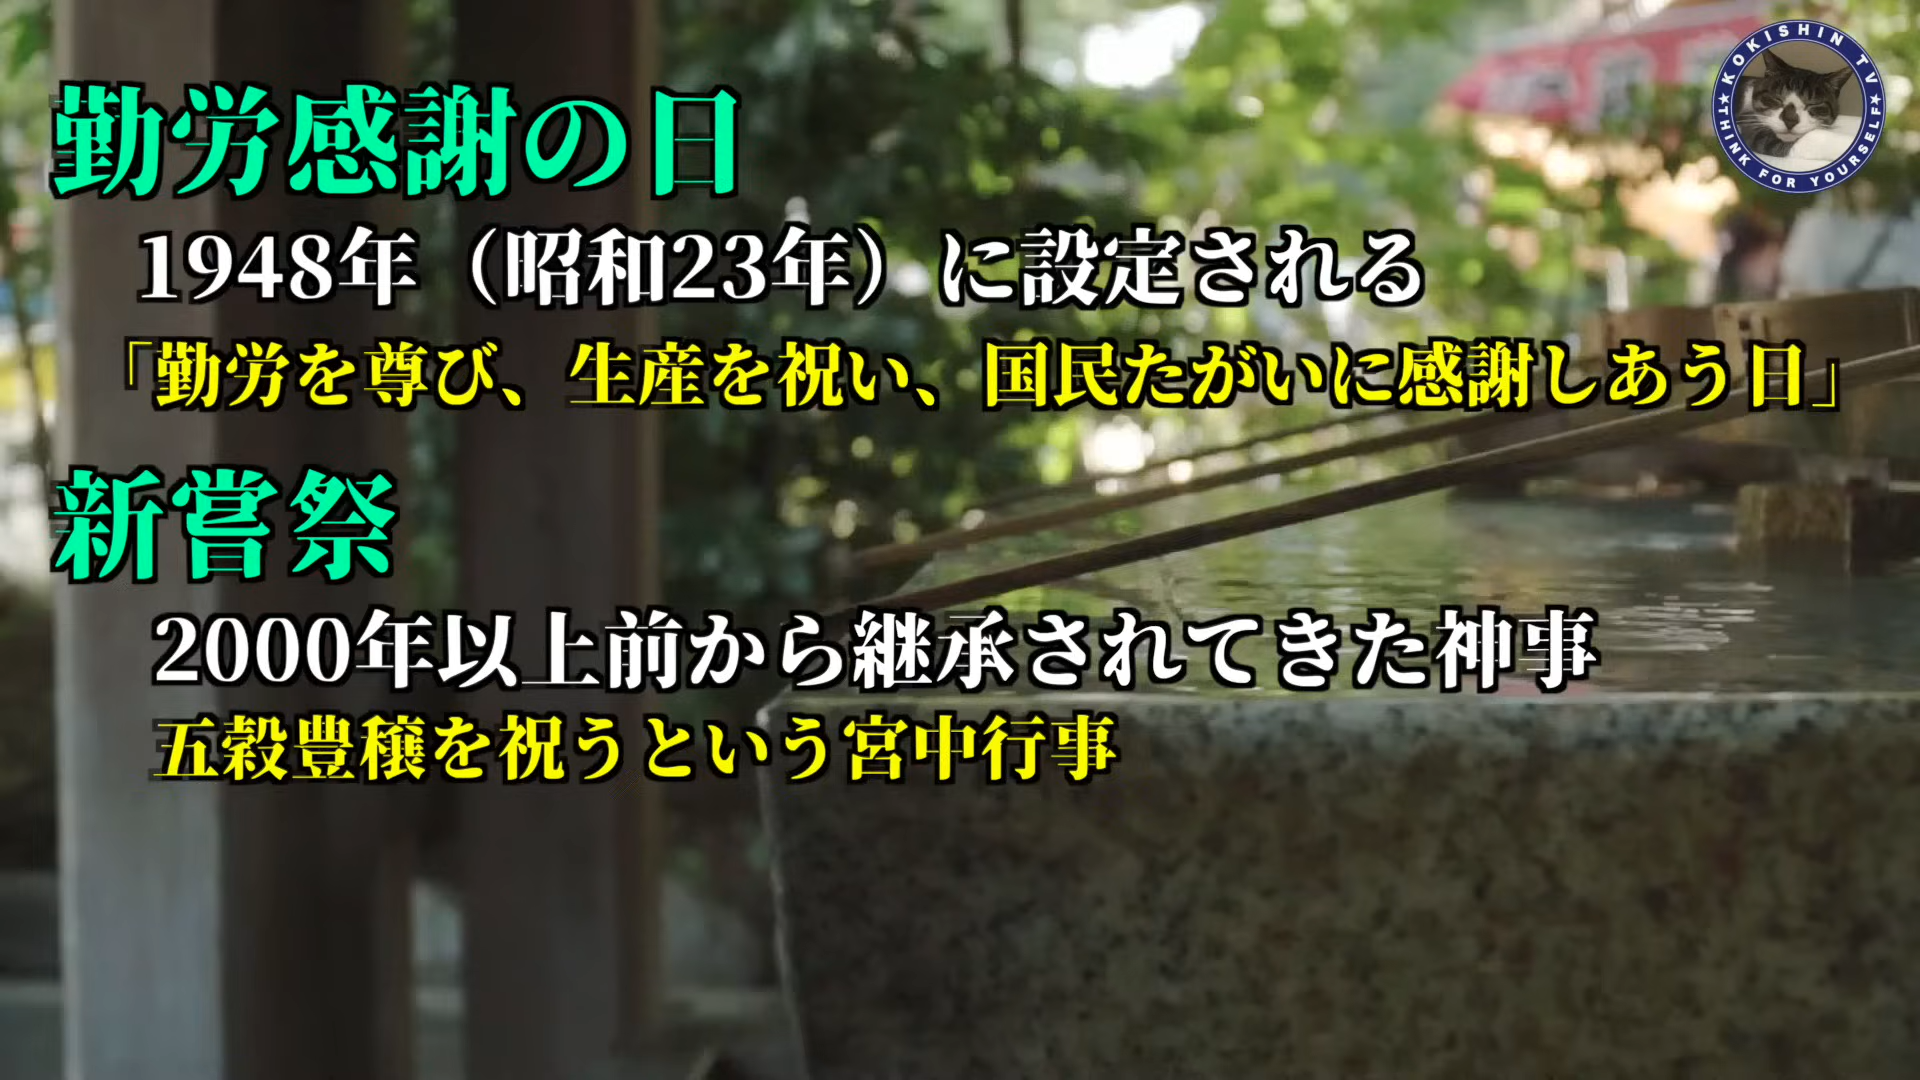 勤労感謝の日
1948年（昭和23年）に設定される
「勤労を尊び、生産を祝い、国民たがいに感謝しあう日」
新嘗祭
2000年以上前から継承されてきた神事
五穀豊穣を祝うという宮中行事
★KOKISHIN TV★
THINK FOR YOURSELF